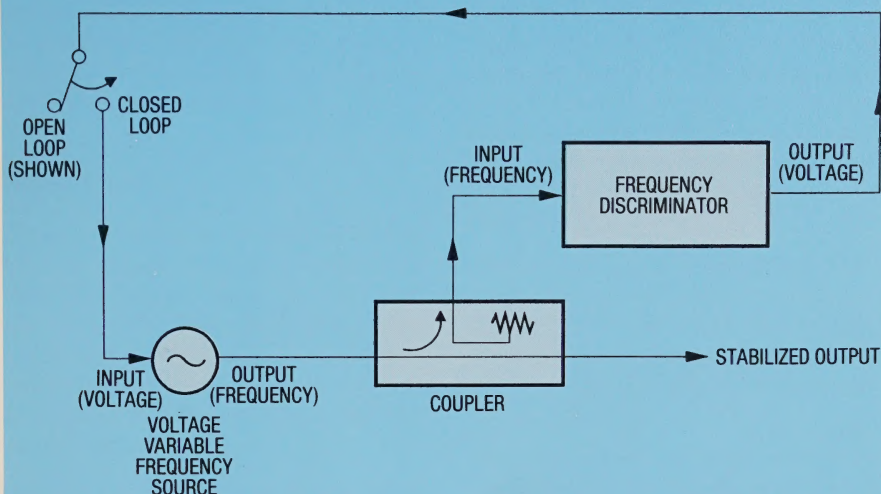 OPEN
LOOP
(SHOWN)
CLOSED
LOOP
INPUT
(FREQUENCY)
FREQUENCY
DISCRIMINATOR
OUTPUT
(VOLTAGE)
INPUT
(VOLTAGE)
OUTPUT
(FREQUENCY)
VOLTAGE
VARIABLE
FREQUENCY
SOURCE
COUPLER
STABILIZED OUTPUT